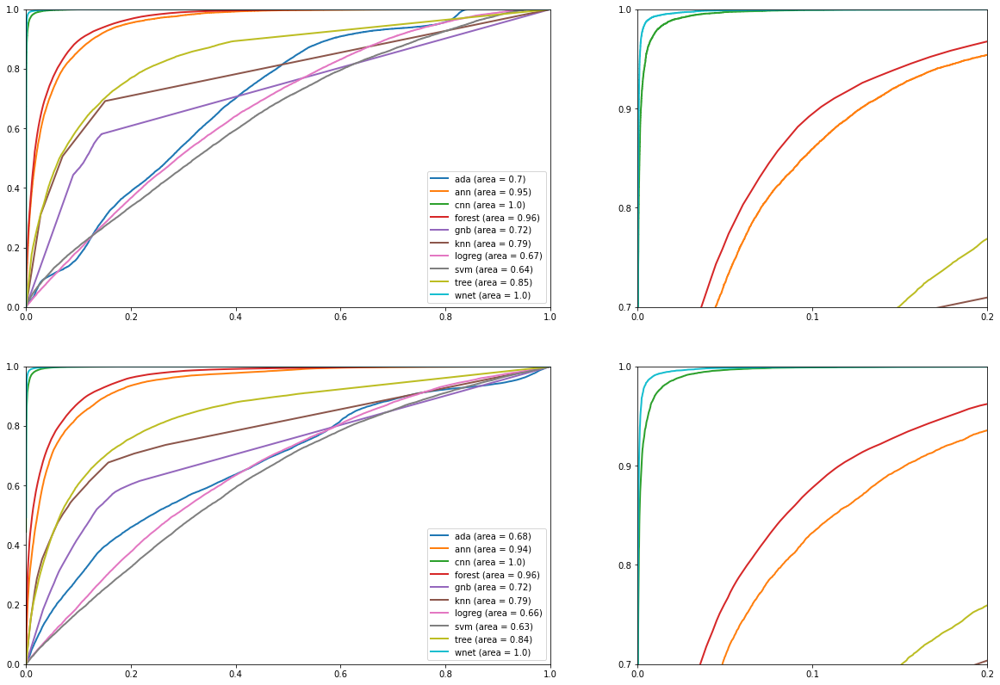 1.0
0.8
0.6
0.4
0.2
0.0
0.0 0.2 0.4 0.6 0.8 1.0
ada (area = 0.7)
ann (area = 0.95)
cnn (area = 1.0)
forest (area = 0.96)
gnb (area = 0.72)
knn (area = 0.79)
logreg (area = 0.67)
svm (area = 0.64)
tree (area = 0.85)
wnet (area = 1.0)
1.0
0.9
0.8
0.7
0.0 0.1 0.2
1.0
0.8
0.6
0.4
0.2
0.0
0.0 0.2 0.4 0.6 0.8 1.0
ada (area = 0.68)
ann (area = 0.94)
cnn (area = 1.0)
forest (area = 0.96)
gnb (area = 0.72)
knn (area = 0.79)
logreg (area = 0.66)
svm (area = 0.63)
tree (area = 0.84)
wnet (area = 1.0)
1.0
0.9
0.8
0.7
0.0 0.1 0.2